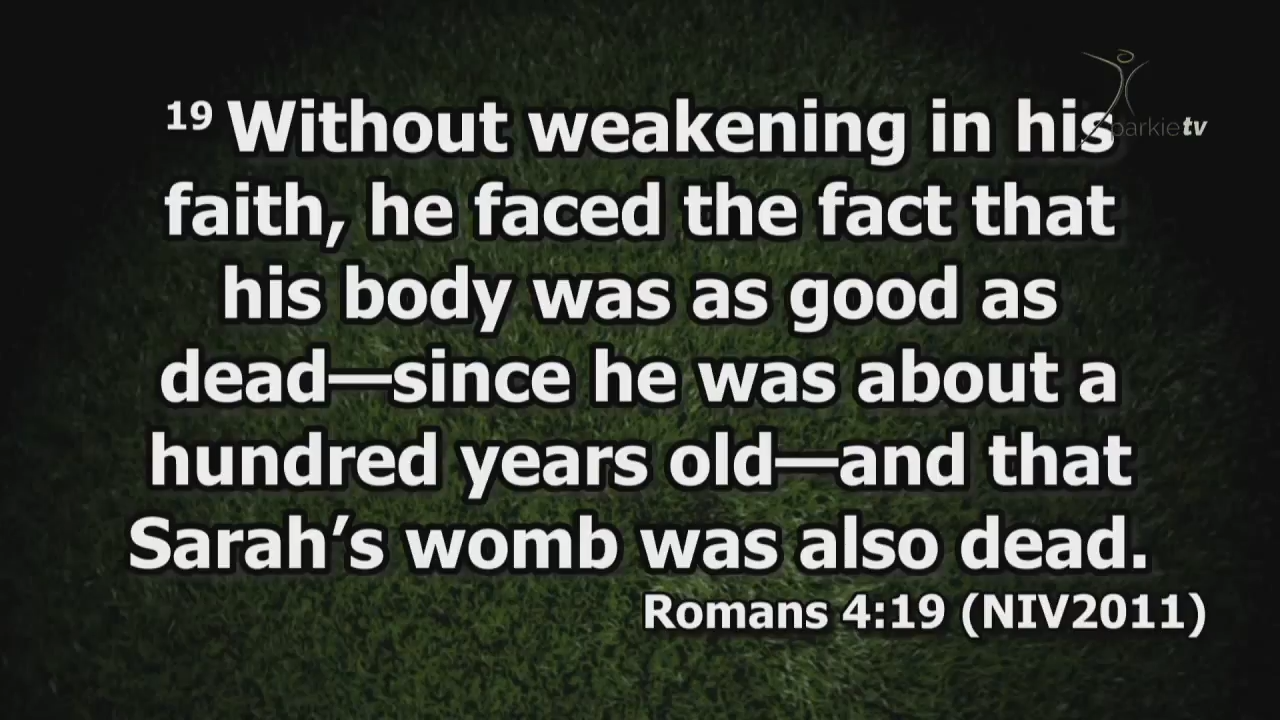 19 Without weakening in his
parkietv
faith, he faced the fact that
his body was as good as
dead—since he was about a
hundred years old—and that
Sarah’s womb was also dead.
Romans 4:19 (NIV2011)